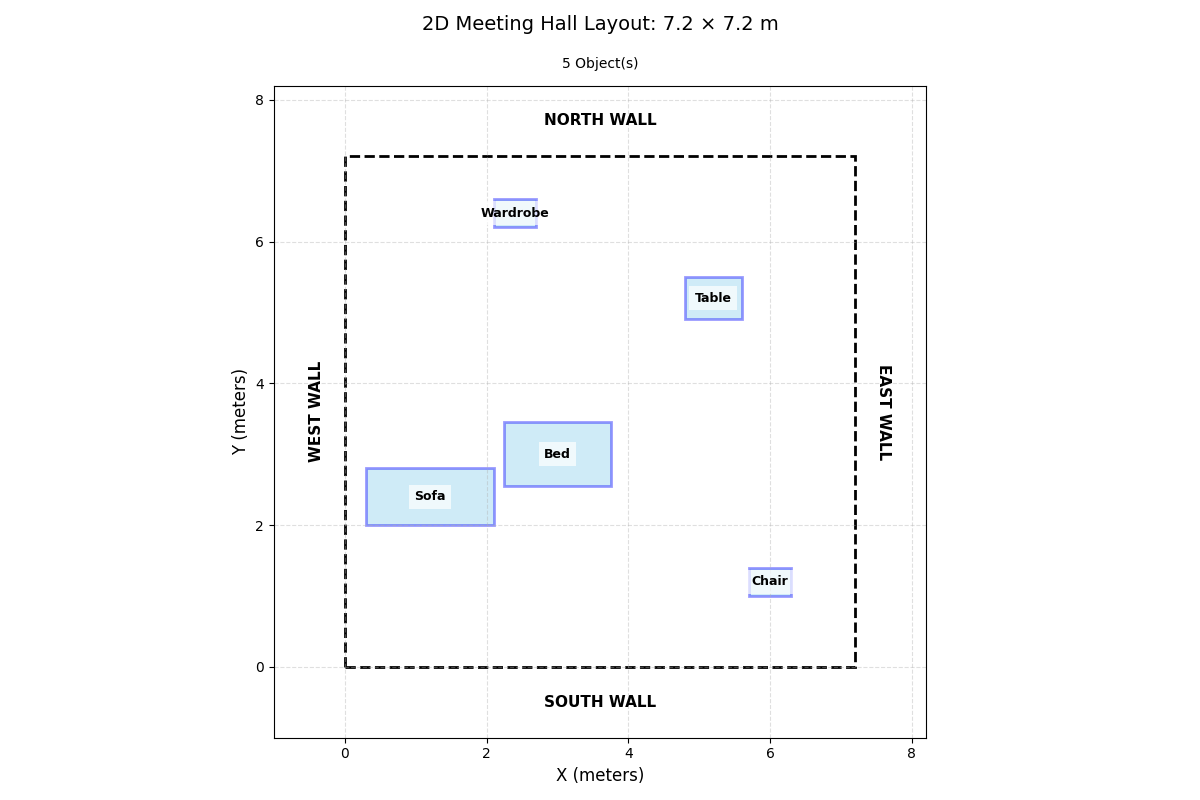 2D Meeting Hall Layout: 7.2 × 7.2 m
5 Object(s)
8
NORTH WALL
Wardrobe
6
Table
4
WEST WALL
EAST WALL
Y (meters)
Bed
Sofa
2
Chair
0
SOUTH WALL
0 2 4 6 8
X (meters)